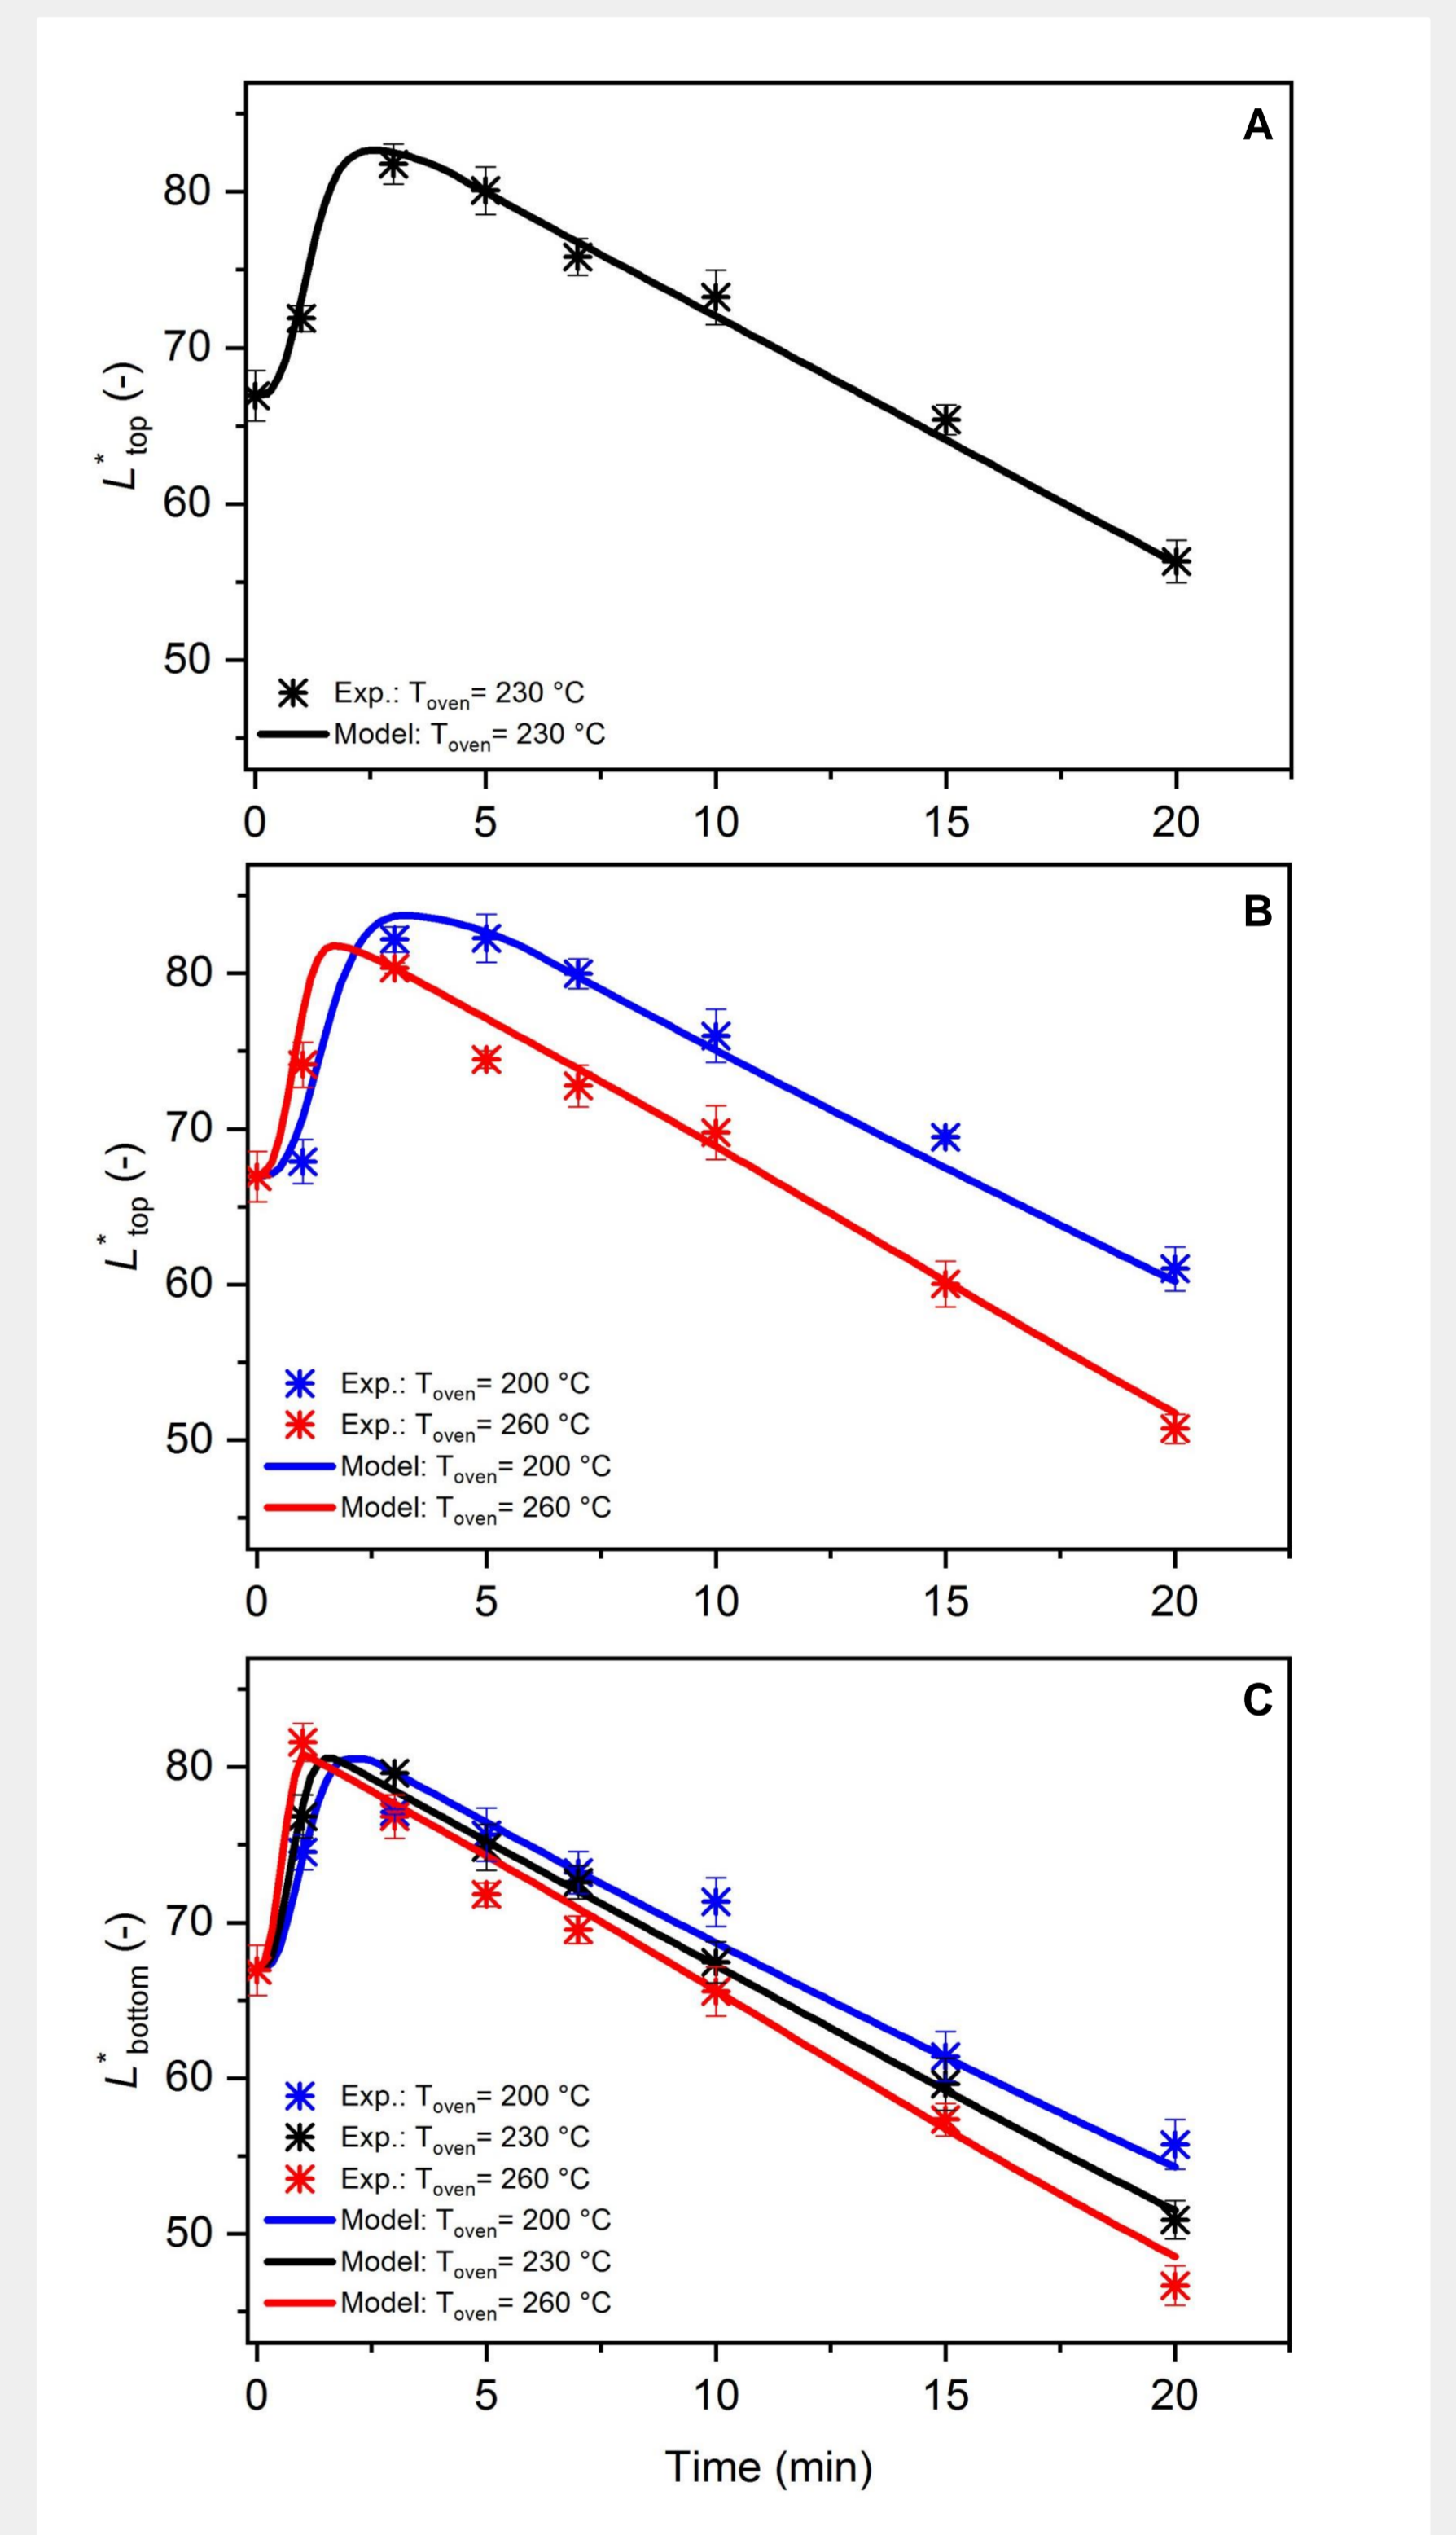 A
80
70
60
50
L*top (-)
Exp.: Toven= 230 °C
Model: Toven= 230 °C
0 5 10 15 20
B
80
70
60
50
L*top (-)
Exp.: Toven= 200 °C
Exp.: Toven= 260 °C
Model: Toven= 200 °C
Model: Toven= 260 °C
0 5 10 15 20
C
80
70
60
50
L*bottom (-)
Exp.: Toven= 200 °C
Exp.: Toven= 230 °C
Exp.: Toven= 260 °C
Model: Toven= 200 °C
Model: Toven= 230 °C
Model: Toven= 260 °C
0 5 10 15 20
Time (min)